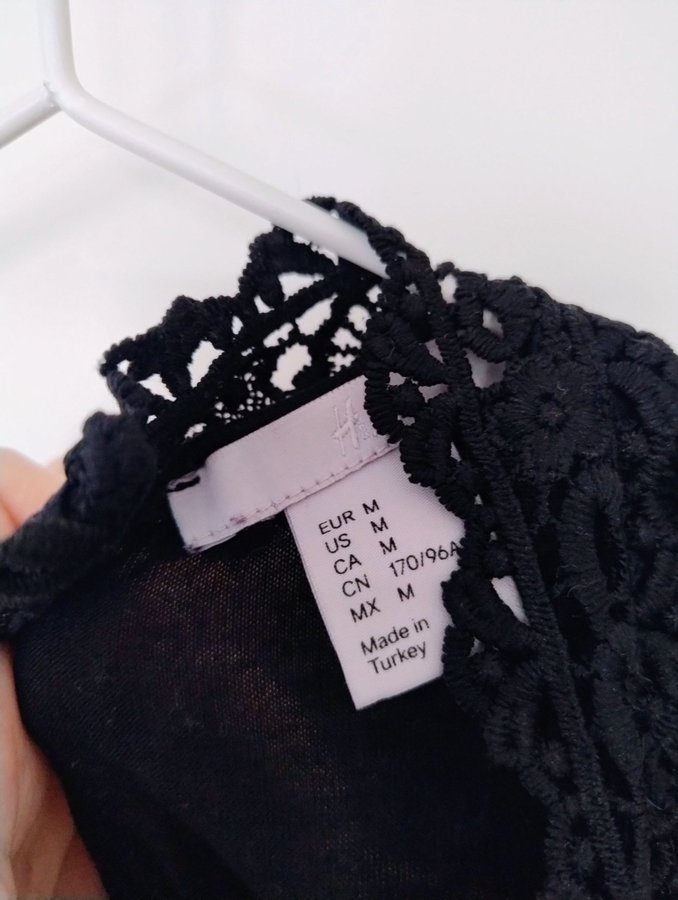 EUR M
US M
CA M
CN 170/96A
MX M
Made in
Turkey